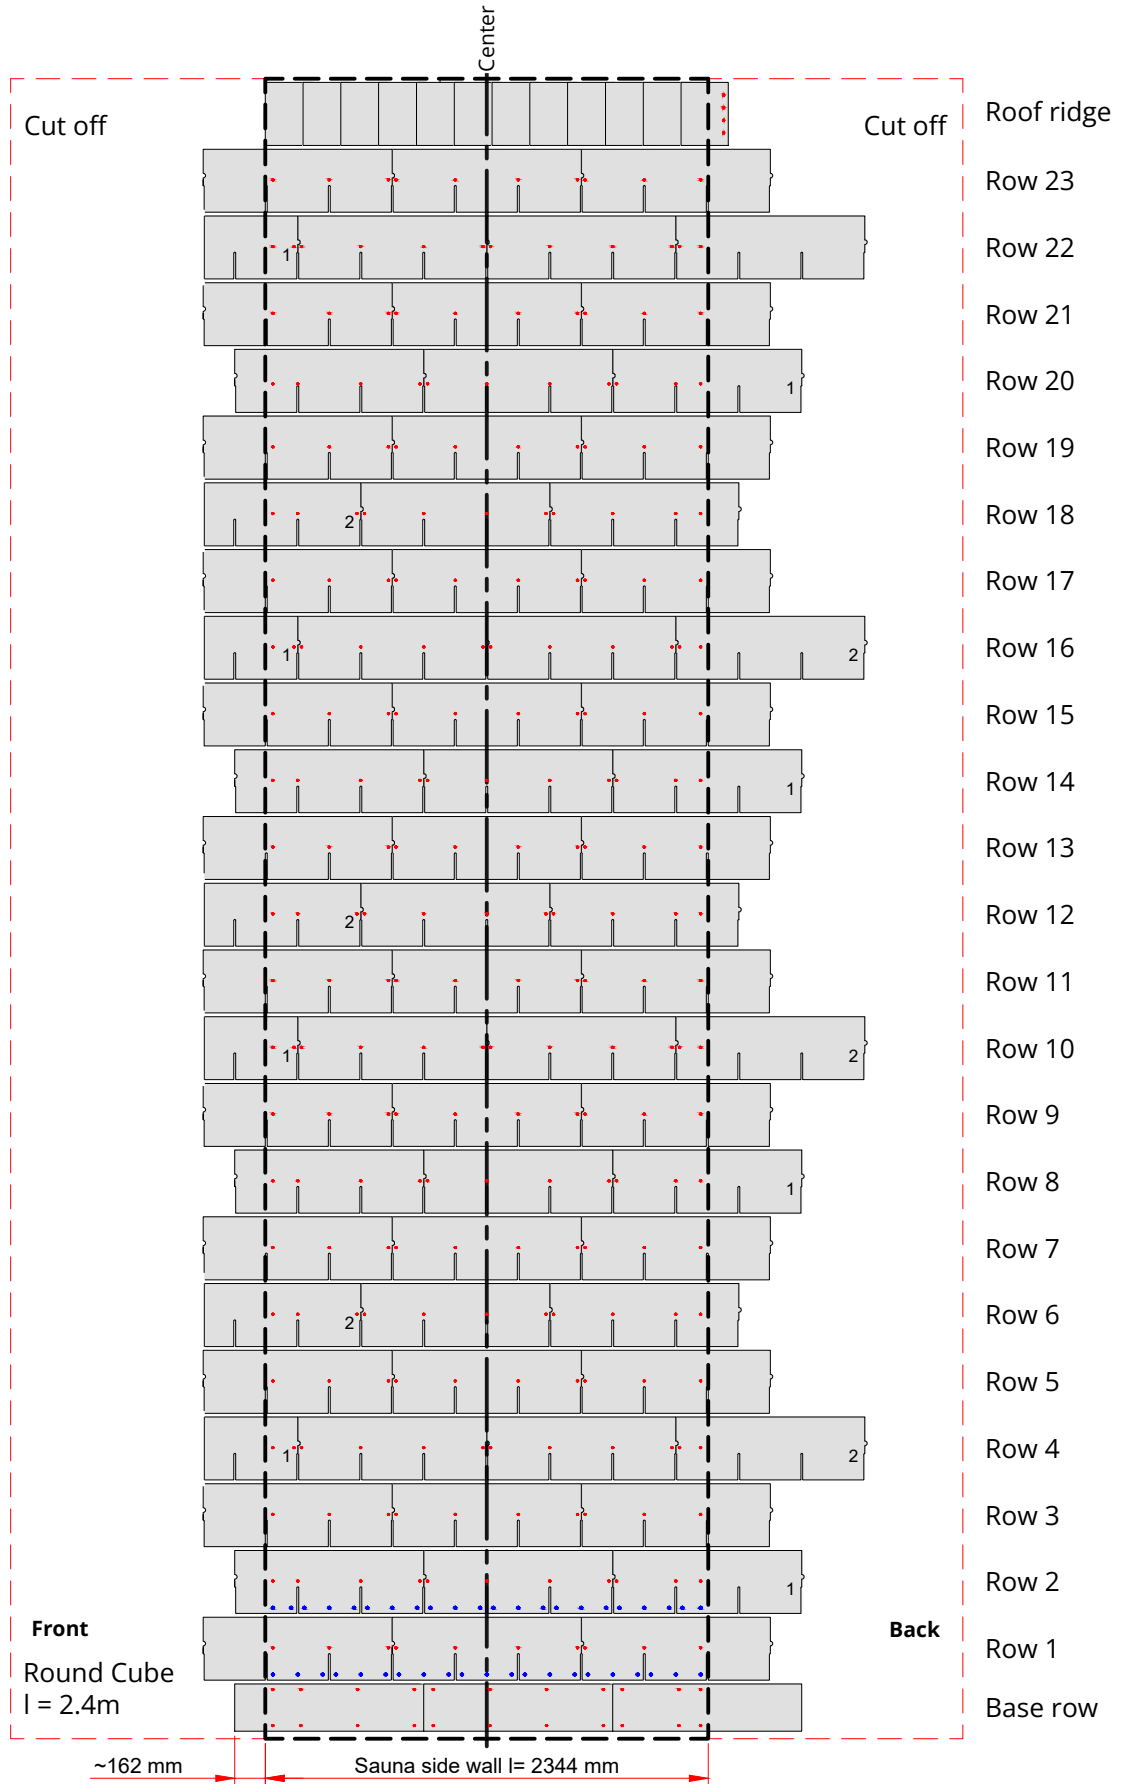 Center
Cut off
Cut off
Roof ridge
Row 23
1
Row 22
Row 21
1
Row 20
Row 19
2
Row 18
Row 17
1
2
Row 16
Row 15
1
Row 14
Row 13
2
Row 12
Row 11
1
2
Row 10
Row 9
1
Row 8
Row 7
2
Row 6
Row 5
1
2
Row 4
Row 3
1
Row 2
Front
Back
Row 1
Round Cube
l = 2.4m
Base row
~162 mm
Sauna side wall l= 2344 mm